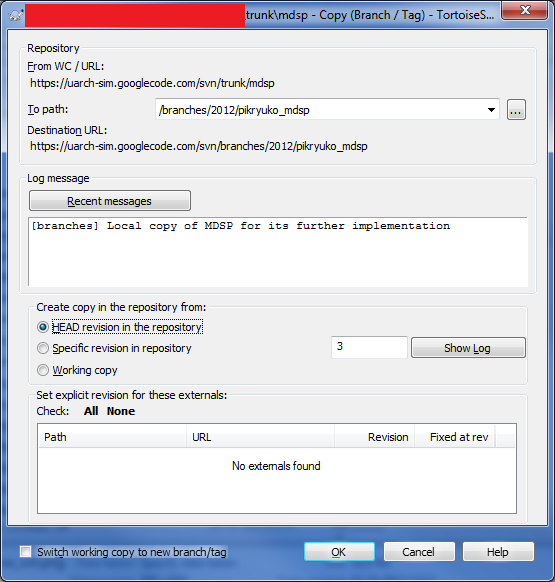 \trunk\mdsp - Copy (Branch / Tag) - TortoiseS...
Repository
From WC / URL:
https://uarch-sim.googlecode.com/svn/trunk/mdsp
To path:
/branches/2012/pikryuko_mdsp
...
Destination URL:
https://uarch-sim.googlecode.com/svn/branches/2012/pikryuko_mdsp
Log message
Recent messages
[branches] Local copy of MDSP for its further implementation
Create copy in the repository from:
HEAD revision in the repository
Specific revision in repository
3
Show Log
Working copy
Set explicit revision for these externals:
Check: All None
Path URL Revision Fixed at rev
No externals found
Switch working copy to new branch/tag
OK Cancel Help